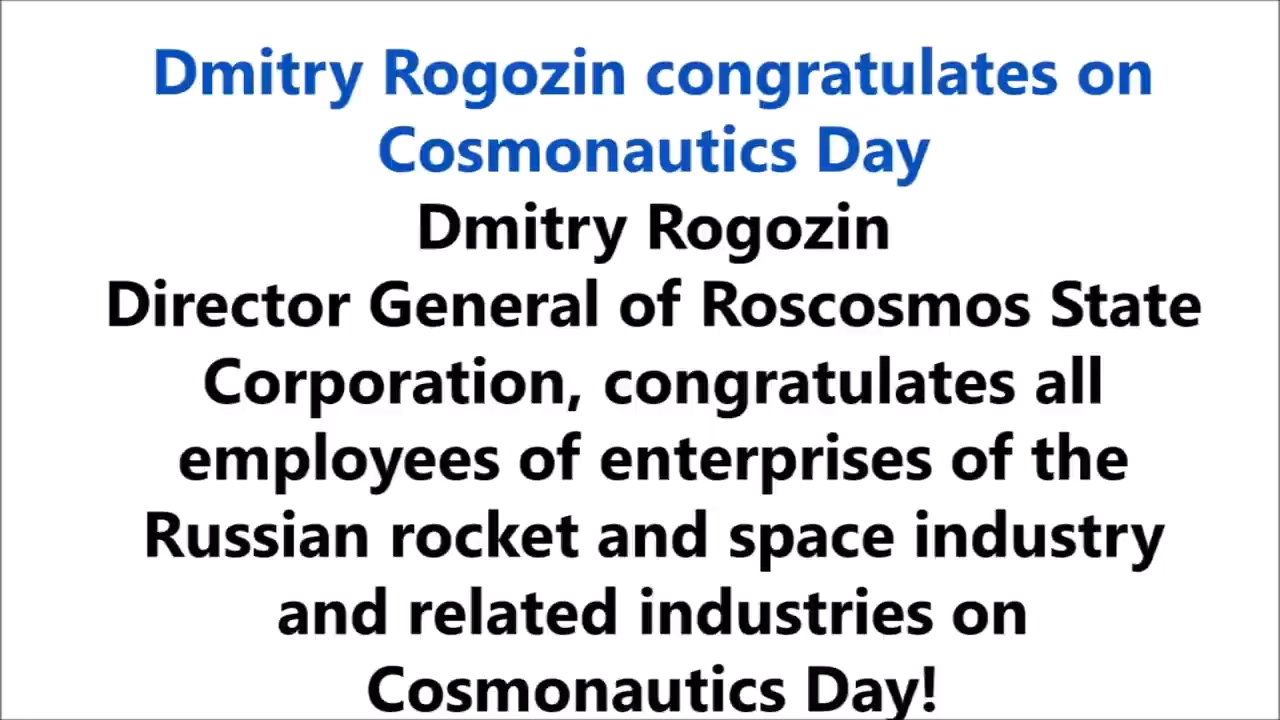 Dmitry Rogozin congratulates on
Cosmonautics Day
Dmitry Rogozin
Director General of Roscosmos State
Corporation, congratulates all
employees of enterprises of the
Russian rocket and space industry
and related industries on
Cosmonautics Day!